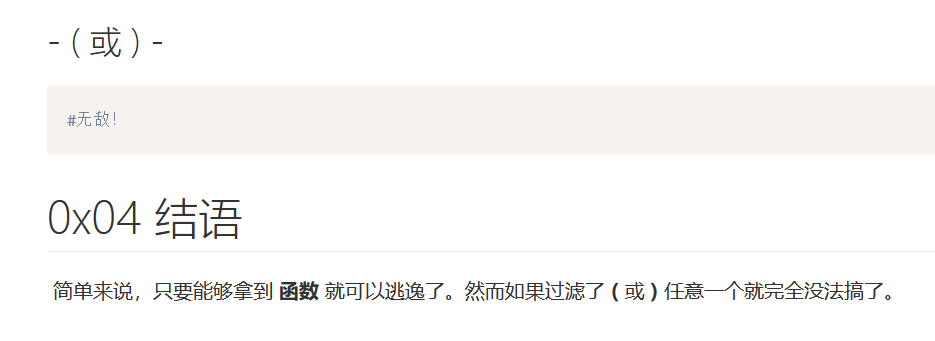 - ( 或 ) -
#无敌!
0x04 结语
简单来说，只要能够拿到 函数 就可以逃逸了。然而如果过滤了 ( 或 ) 任意一个就完全没法搞了。